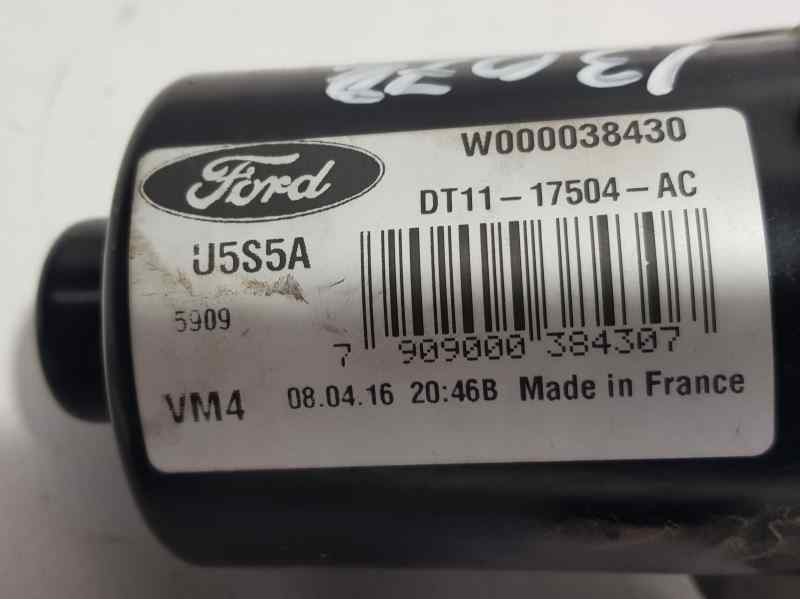 W000038430
Ford
DT11-17504-AC
U5S5A
5909
7 909000 384307
VM4 08.04.16 20:46B Made in France